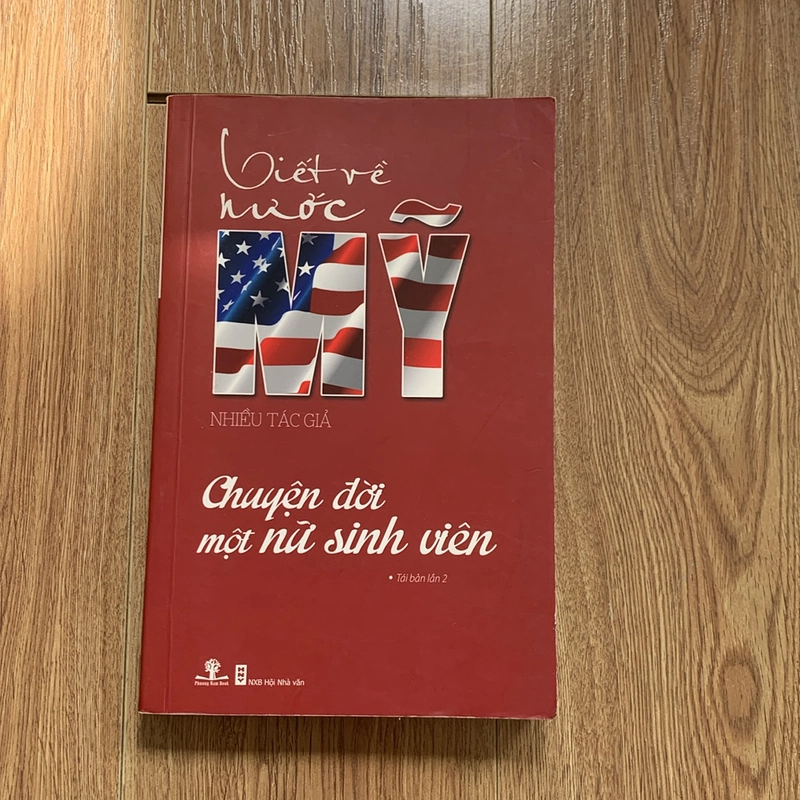 Viết về
nước
MỸ
NHIỀU TÁC GIẢ
Chuyện đời
một nữ sinh viên
• Tái bản lần 2
Phuong Nam Book
HNV
NXB Hội Nhà văn